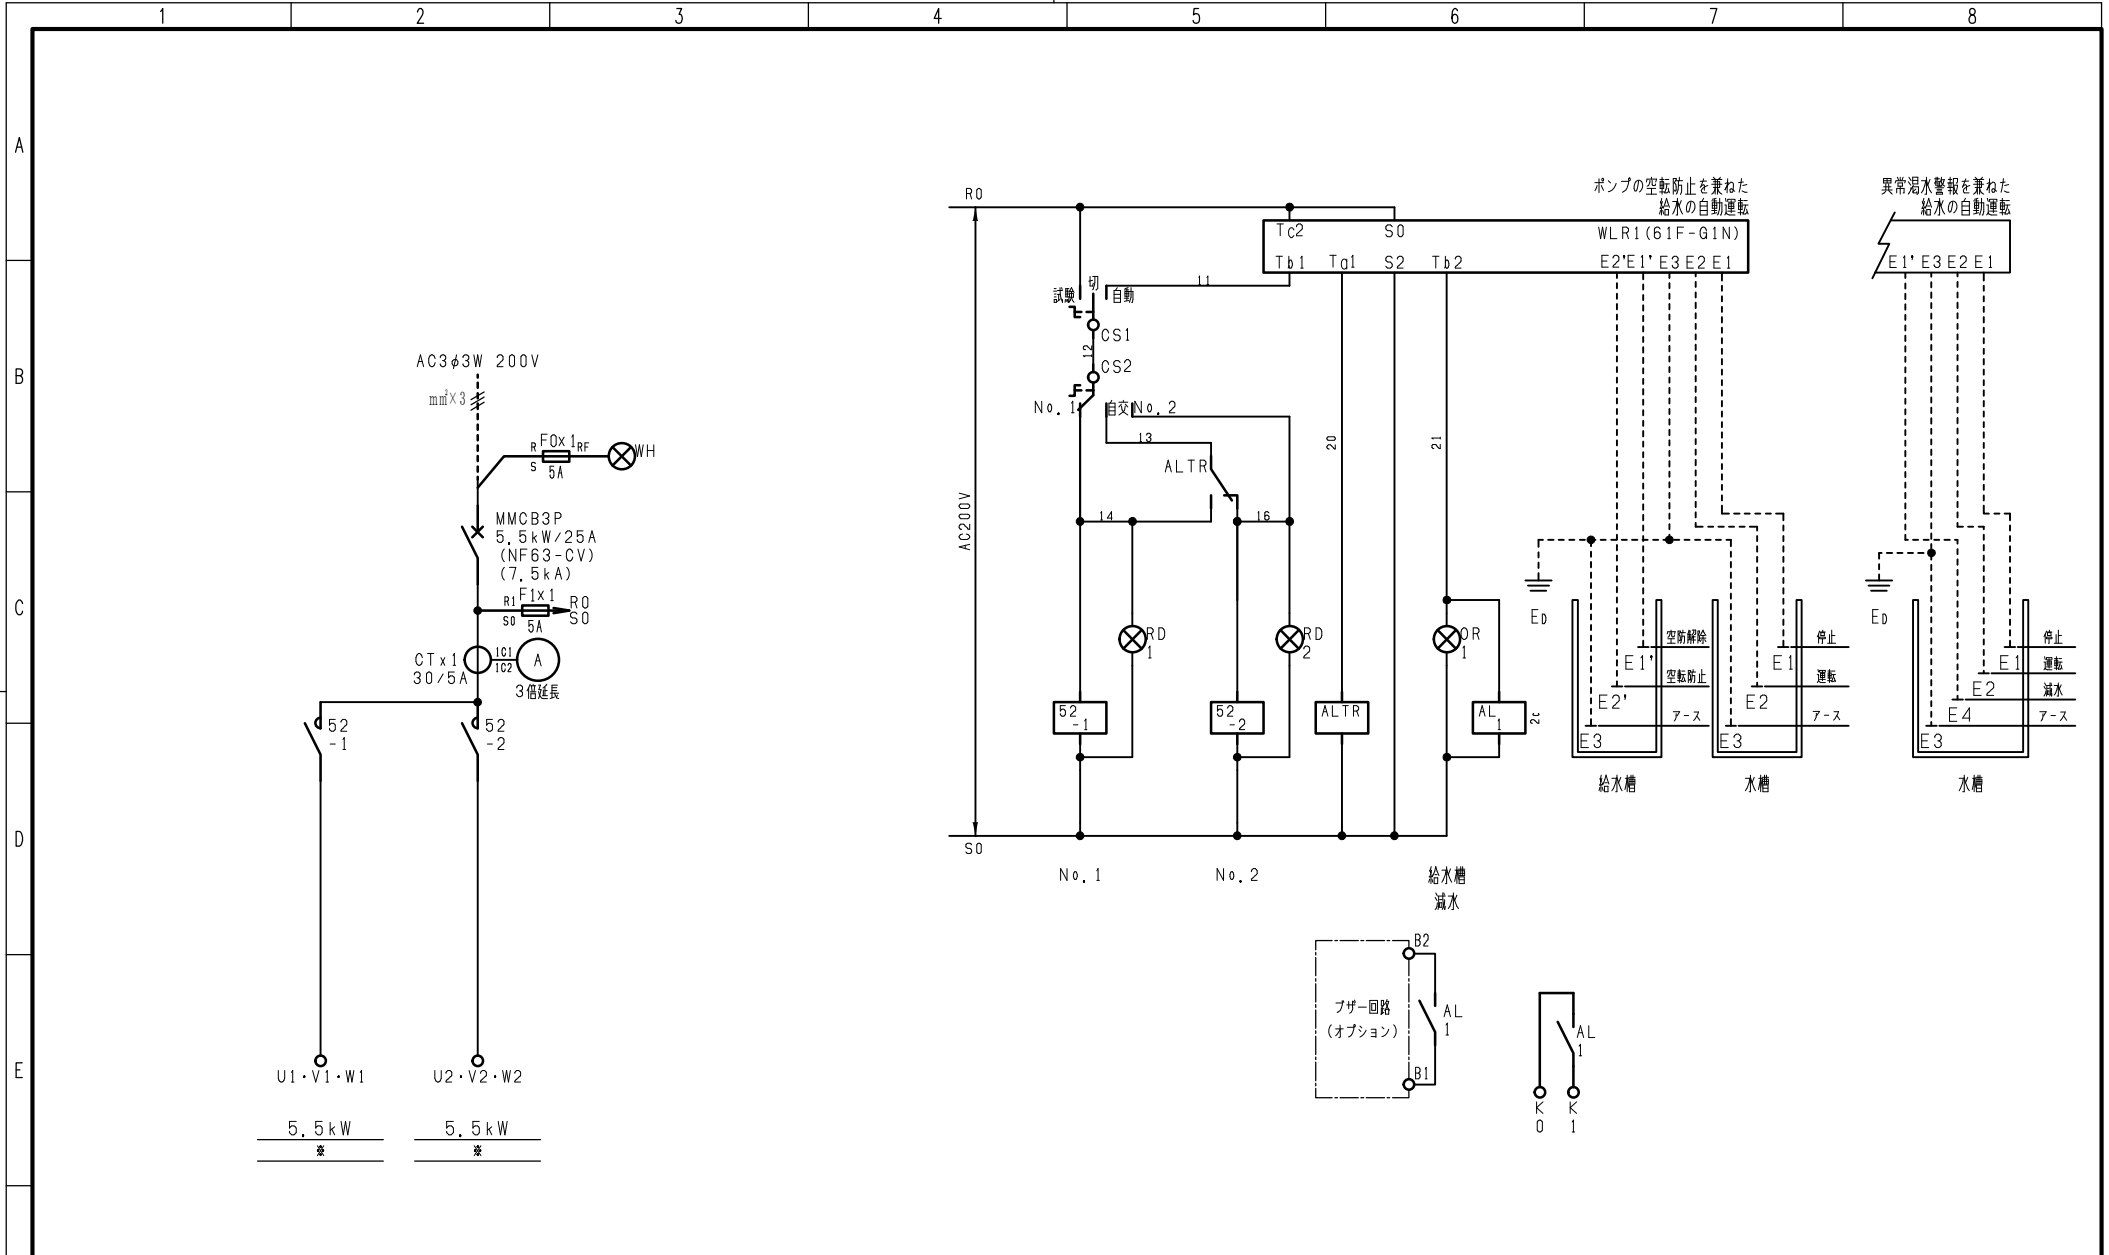 1 2 3 4 5 6 7 8
A
B
C
D
E
AC3φ3W 200V
mm²×3
R F0x1 RF
S 5A
WH
MMCB3P
5.5kW/25A
(NF63-CV)
(7.5kA)
R1 F1x1 R0
S0 5A S0
CTx1
30/5A
1C1
1C2
A
3倍延長
52
-1
52
-2
U1・V1・W1
U2・V2・W2
5.5kW
※
5.5kW
※
R0
AC200V
S0
試験 切 自動
11
CS1
12
CS2
No.1 自交 No.2
13
ALTR
14
16
20
21
RD
1
RD
2
OR
1
52
-1
52
-2
ALTR
AL
1
2c
No.1
No.2
給水槽
減水
ポンプの空転防止を兼ねた
給水の自動運転
Tc2 S0 WLR1(61F-G1N)
Tb1 Ta1 S2 Tb2 E2' E1' E3 E2 E1
ED
空防解除
E1'
空転防止
E2'
アース
E3
給水槽
停止
E1
運転
E2
アース
E3
水槽
異常渇水警報を兼ねた
給水の自動運転
E1' E3 E2 E1
ED
停止
E1
運転
E2
減水
E4
アース
E3
水槽
B2
ブザー回路
(オプション)
AL
1
B1
AL
1
K K
0 1